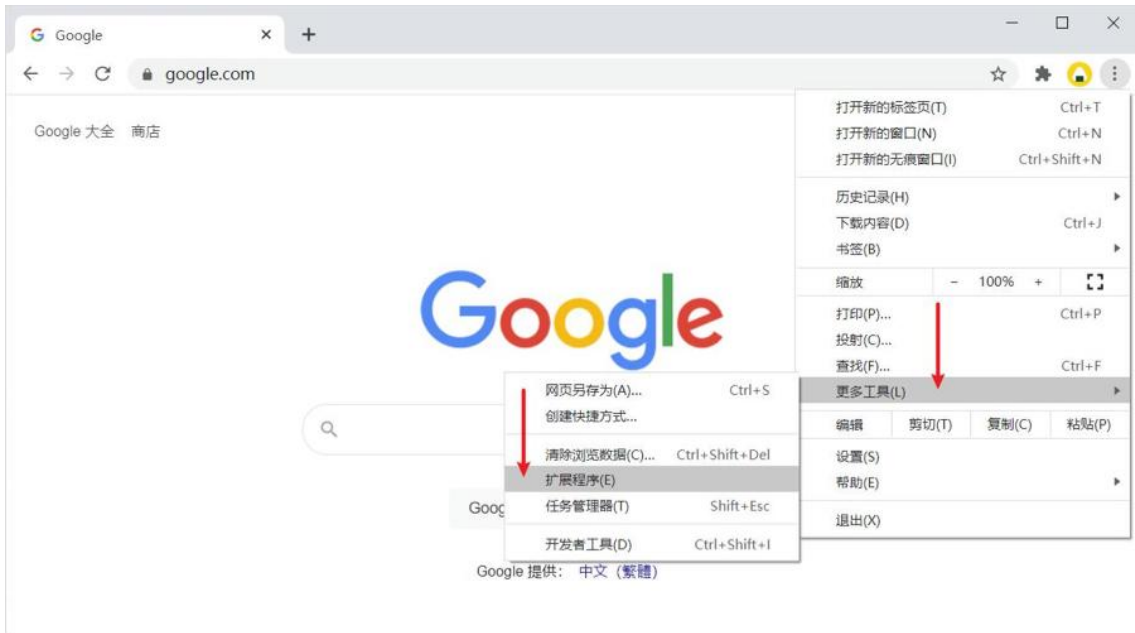 Google
google.com
Google 大全 商店
打开新的标签页(T) Ctrl+T
打开新的窗口(N) Ctrl+N
打开新的无痕窗口(I) Ctrl+Shift+N
历史记录(H)
下载内容(D) Ctrl+J
书签(B)
缩放 - 100% +
打印(P)... Ctrl+P
投射(C)...
查找(F)... Ctrl+F
更多工具(L)
编辑 剪切(T) 复制(C) 粘贴(P)
设置(S)
帮助(E)
退出(X)
Google
网页另存为(A)... Ctrl+S
创建快捷方式...
清除浏览数据(C)... Ctrl+Shift+Del
扩展程序(E)
任务管理器(T) Shift+Esc
开发者工具(D) Ctrl+Shift+I
Goog
Google 提供： 中文（繁體）